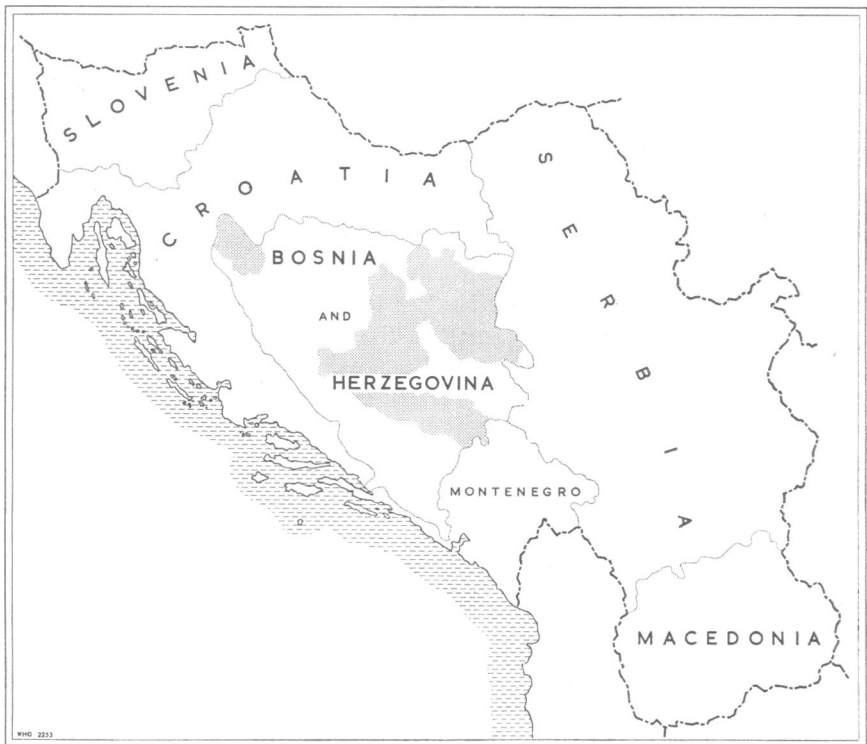 SLOVENIA
CROATIA
SERBIA
BOSNIA
AND
HERZEGOVINA
MONTENEGRO
MACEDONIA
WHO 2253